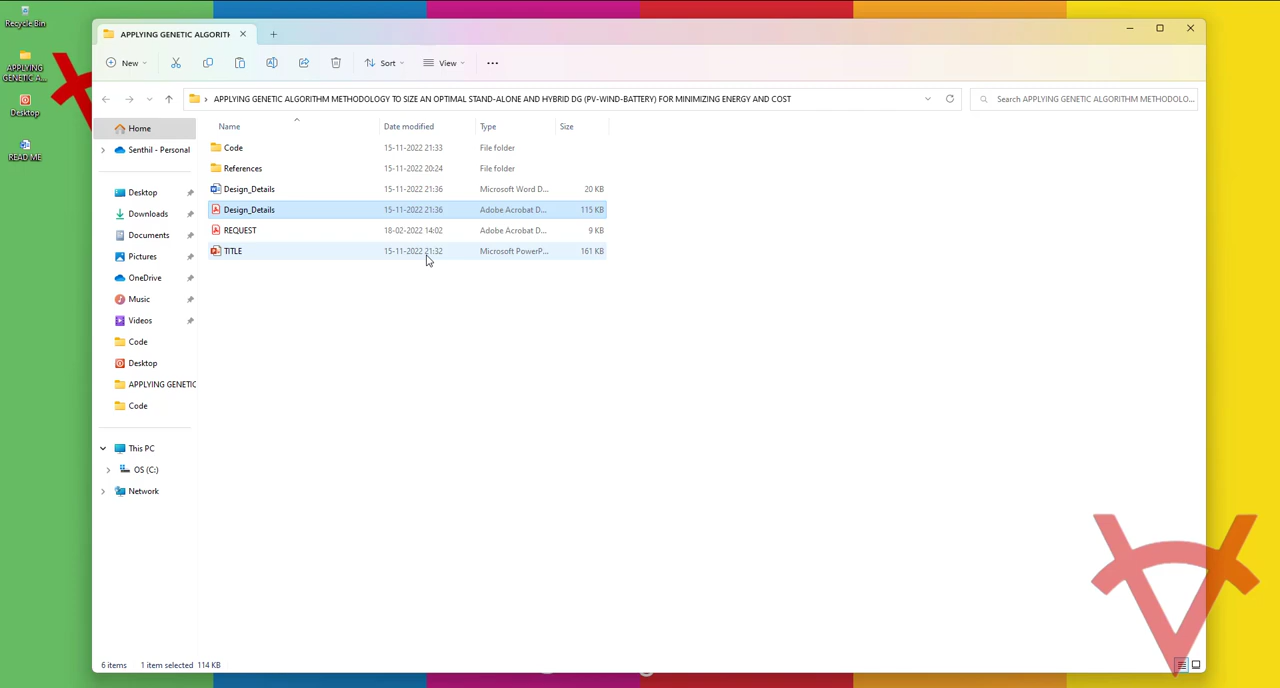 Recycle Bin
APPLYING
GENETIC A...
Desktop
READ ME
APPLYING GENETIC ALGORITH
New
Sort
View
APPLYING GENETIC ALGORITHM METHODOLOGY TO SIZE AN OPTIMAL STAND-ALONE AND HYBRID DG (PV-WIND-BATTERY) FOR MINIMIZING ENERGY AND COST
Search APPLYING GENETIC ALGORITHM METHODOLO...
Home
Senthil - Personal
Desktop
Downloads
Documents
Pictures
OneDrive
Music
Videos
Code
Desktop
APPLYING GENETIC
Code
This PC
OS (C:)
Network
Name Date modified Type Size
Code 15-11-2022 21:33 File folder
References 15-11-2022 20:24 File folder
Design_Details 15-11-2022 21:36 Microsoft Word D... 20 KB
Design_Details 15-11-2022 21:36 Adobe Acrobat D... 115 KB
REQUEST 18-02-2022 14:02 Adobe Acrobat D... 9 KB
TITLE 15-11-2022 21:32 Microsoft PowerP... 161 KB
6 items 1 item selected 114 KB